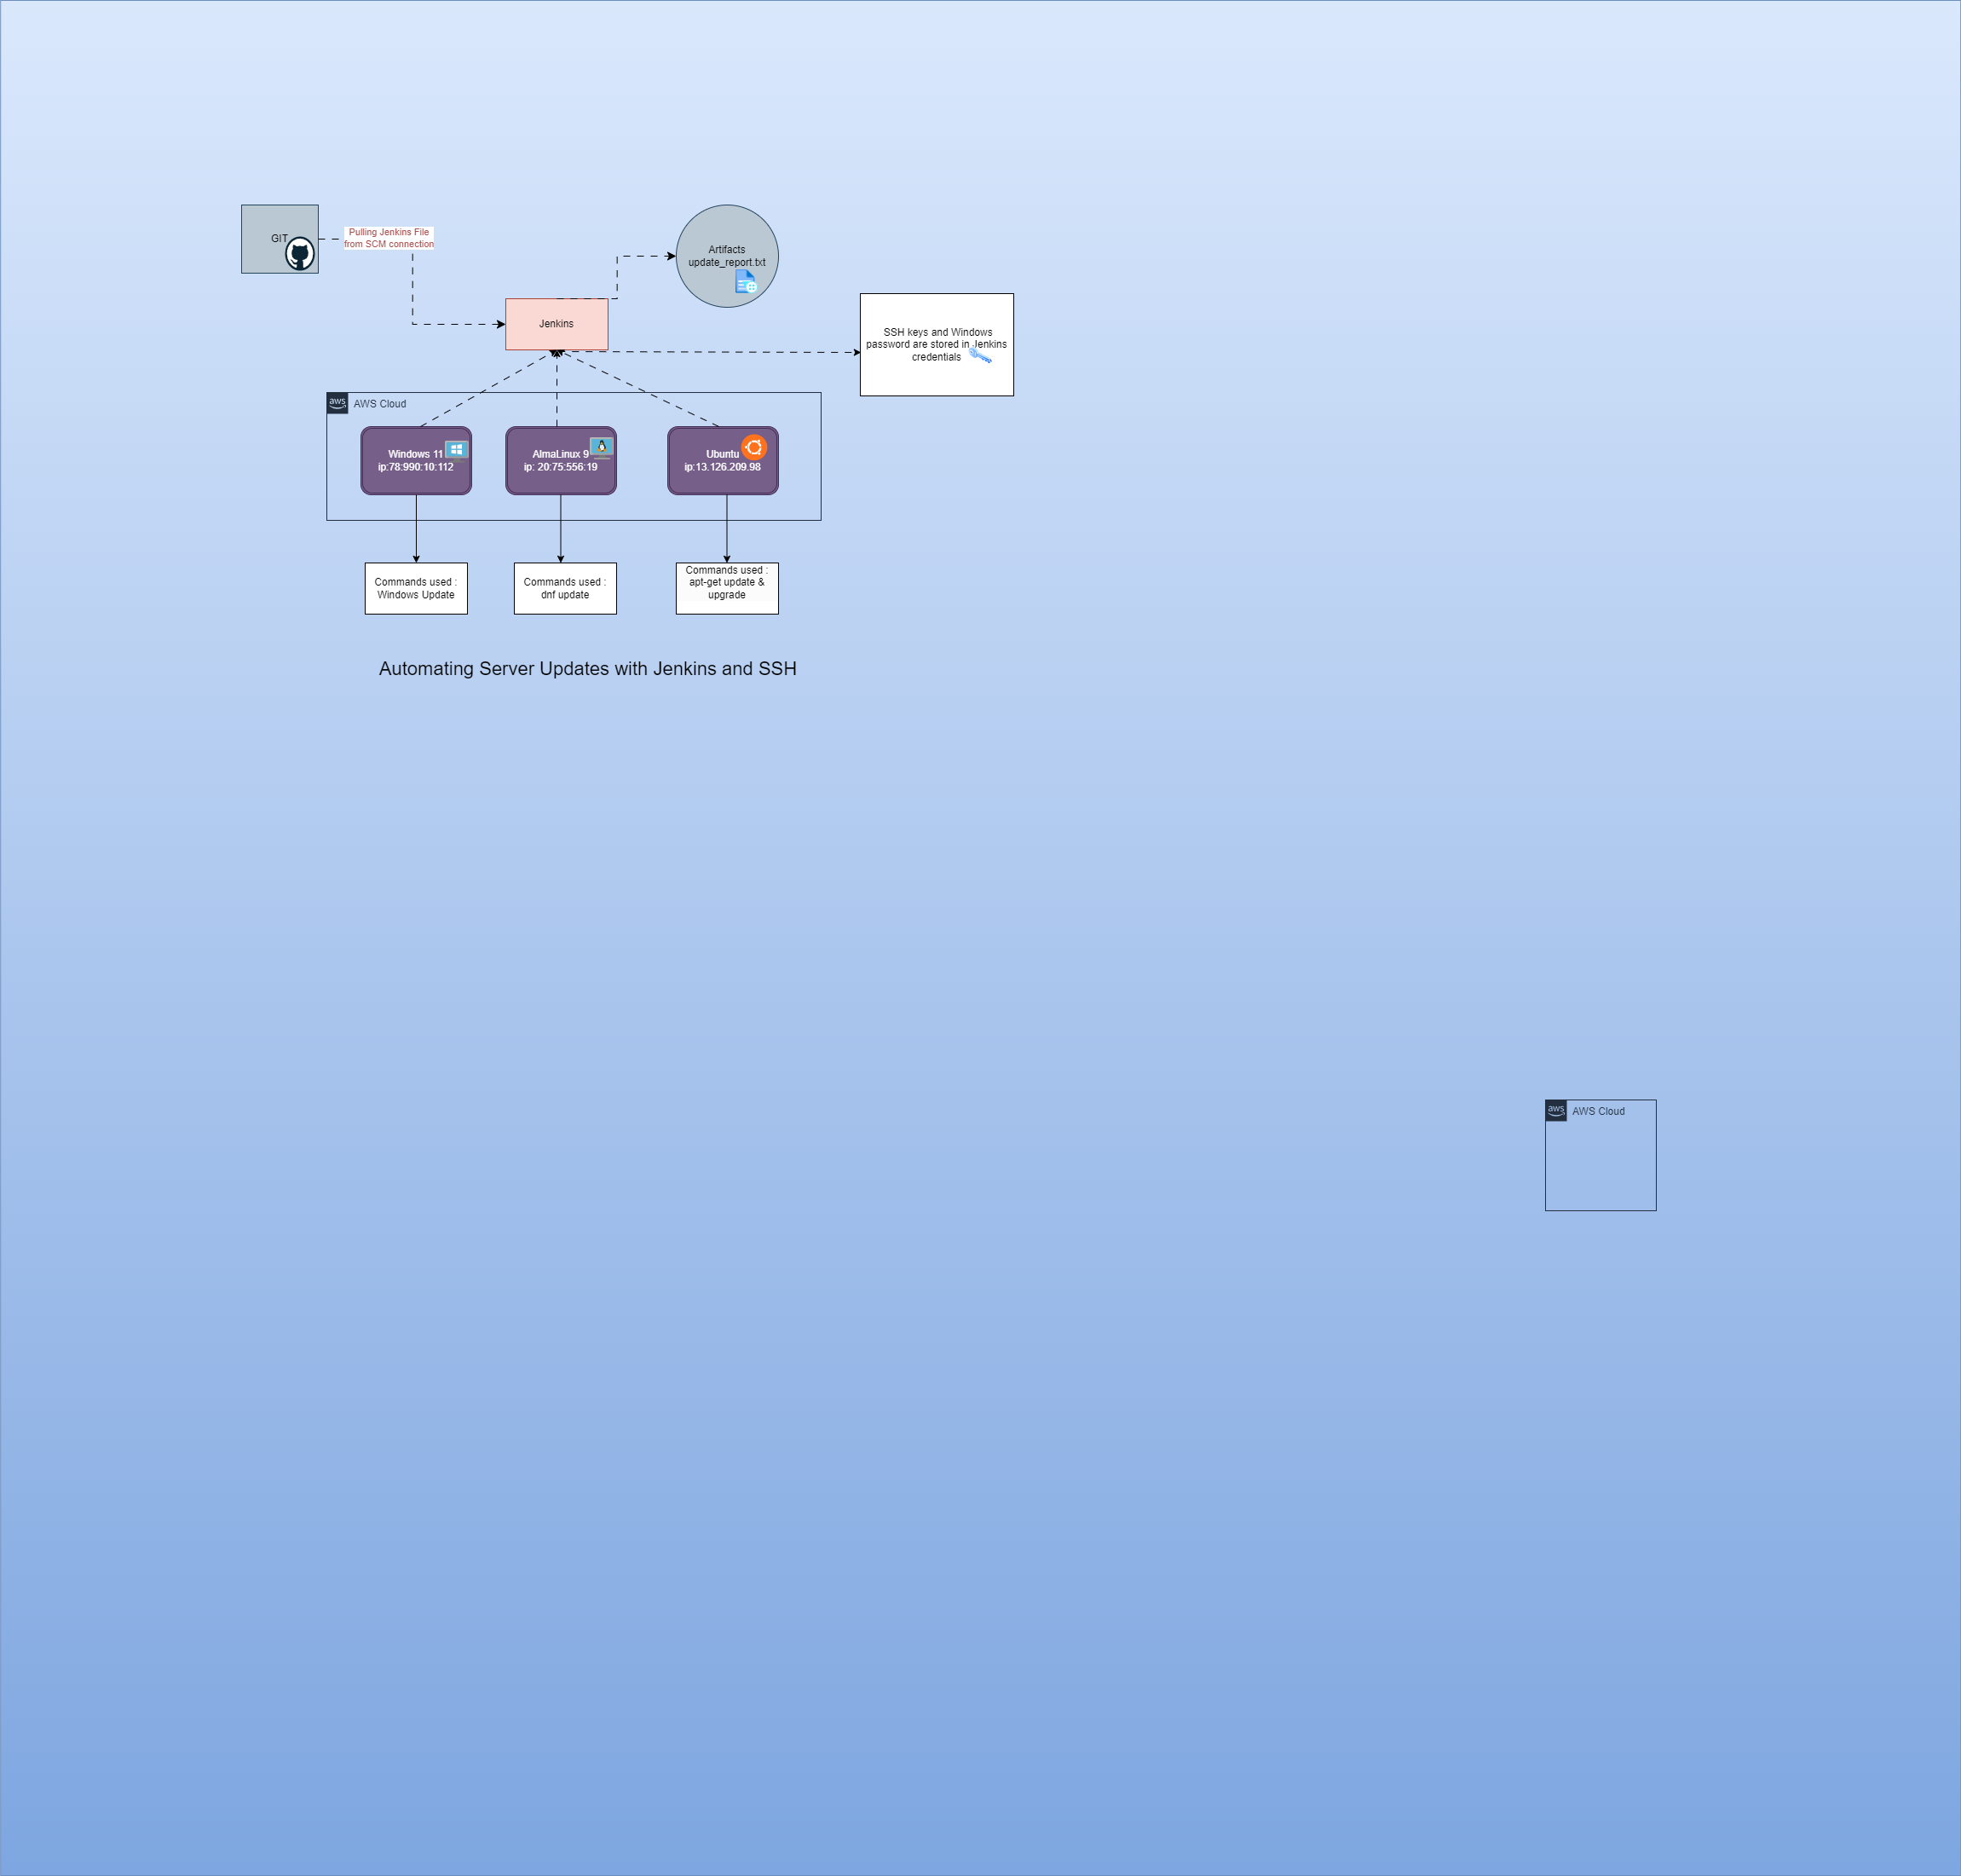 GIT
Pulling Jenkins File
from SCM connection
Artifacts
update_report.txt
Jenkins
SSH keys and Windows
password are stored in Jenkins
credentials
aws
AWS Cloud
Windows 11
ip:78:990:10:112
AlmaLinux 9
ip: 20:75:556:19
Ubuntu
ip:13.126.209.98
Commands used :
Windows Update
Commands used :
dnf update
Commands used :
apt-get update &
upgrade
Automating Server Updates with Jenkins and SSH
aws
AWS Cloud